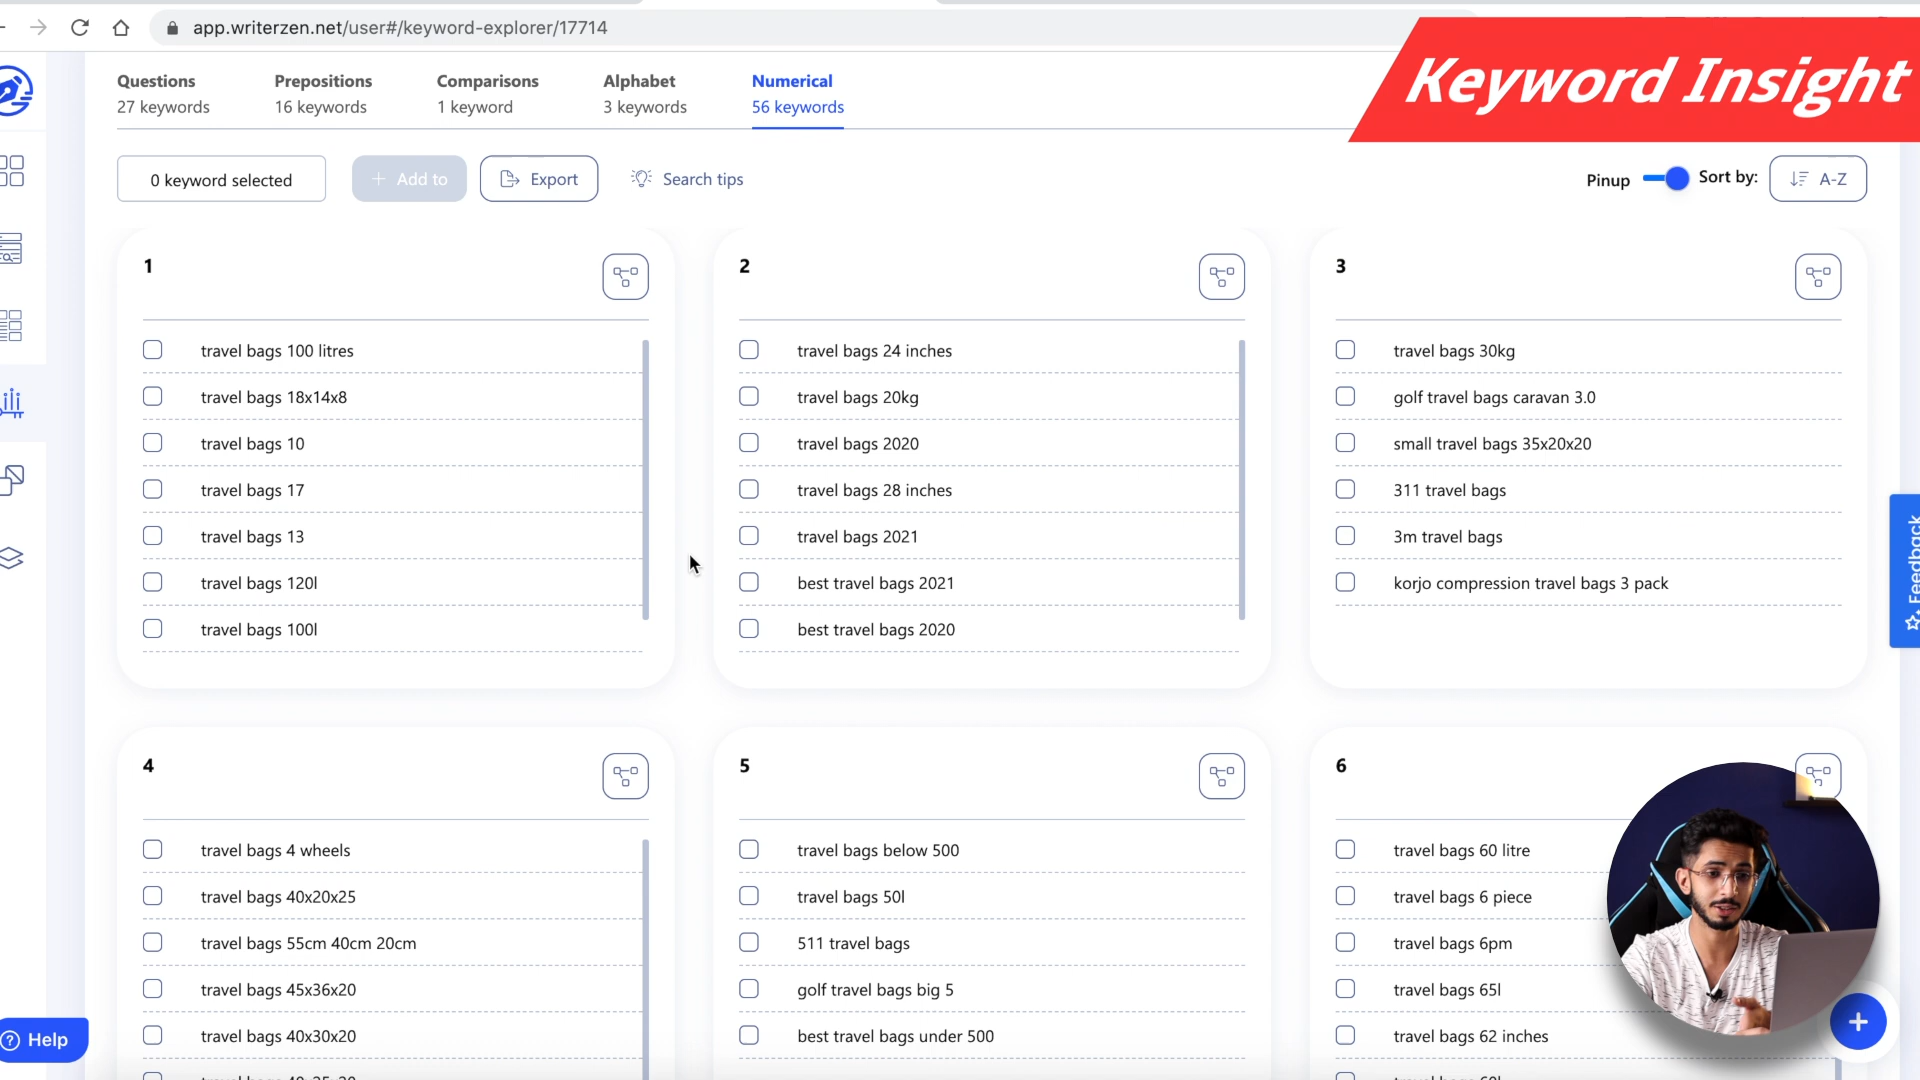 app.writerzen.net/user#/keyword-explorer/17714
Keyword Insight
Questions
27 keywords
Prepositions
16 keywords
Comparisons
1 keyword
Alphabet
3 keywords
Numerical
56 keywords
0 keyword selected
+ Add to
Export
Search tips
Pinup
Sort by:
A-Z
1
travel bags 100 litres
travel bags 18x14x8
travel bags 10
travel bags 17
travel bags 13
travel bags 120l
travel bags 100l
2
travel bags 24 inches
travel bags 20kg
travel bags 2020
travel bags 28 inches
travel bags 2021
best travel bags 2021
best travel bags 2020
3
travel bags 30kg
golf travel bags caravan 3.0
small travel bags 35x20x20
311 travel bags
3m travel bags
korjo compression travel bags 3 pack
Feedback
4
travel bags 4 wheels
travel bags 40x20x25
travel bags 55cm 40cm 20cm
travel bags 45x36x20
travel bags 40x30x20
5
travel bags below 500
travel bags 50l
511 travel bags
golf travel bags big 5
best travel bags under 500
6
travel bags 60 litre
travel bags 6 piece
travel bags 6pm
travel bags 65l
travel bags 62 inches
Help